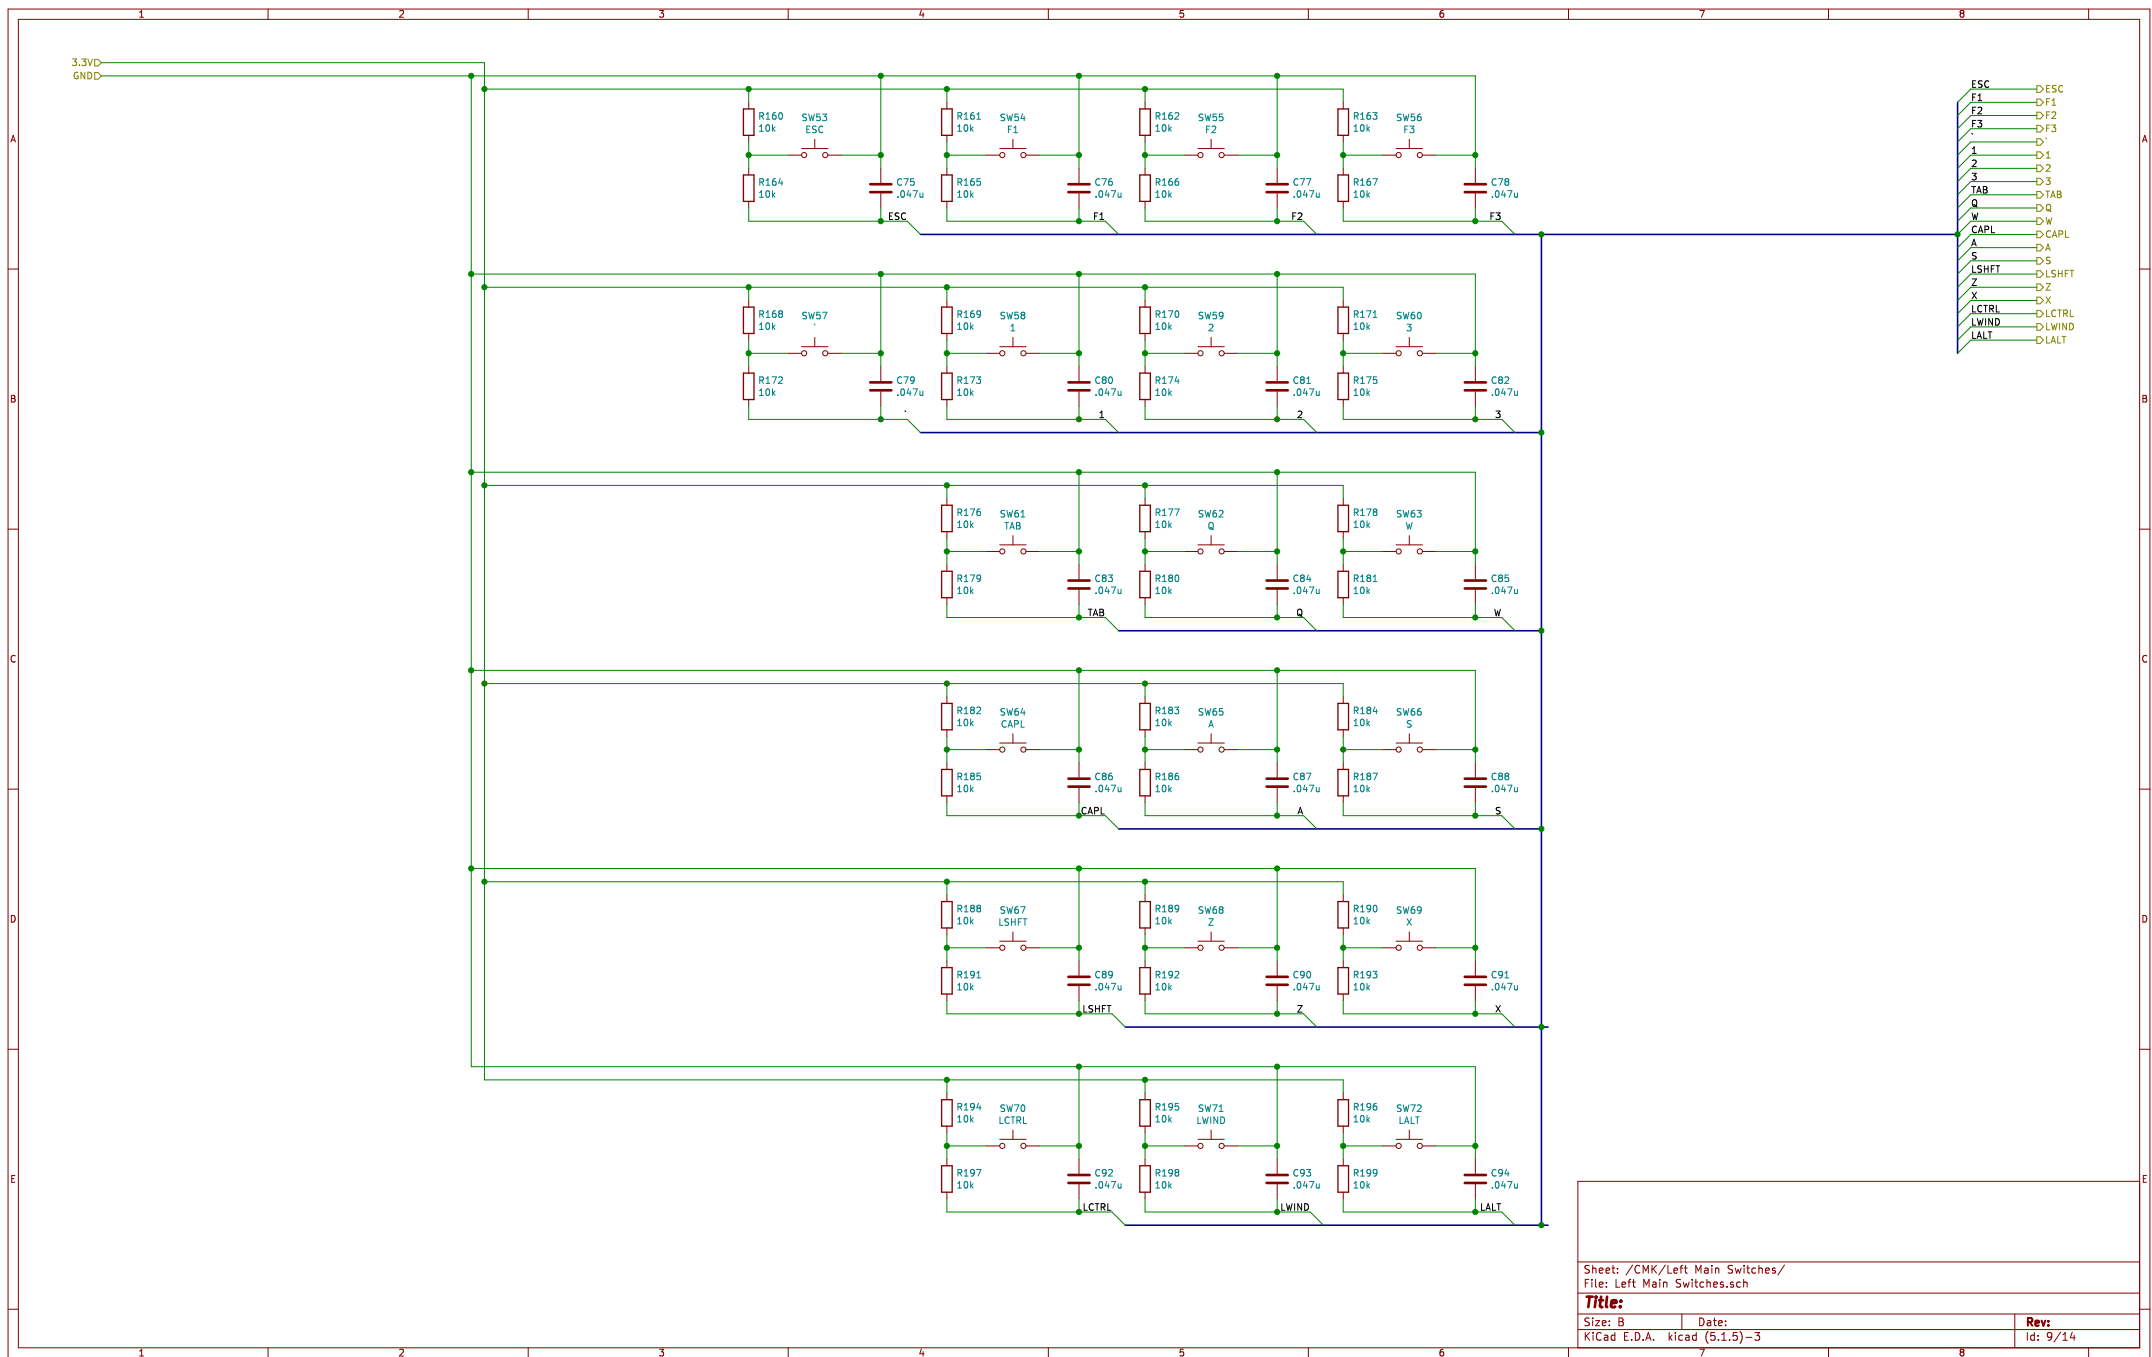 1 2 3 4 5 6 7 8
3.3V
GND
A A
R160 10k SW53 ESC
R161 10k SW54 F1
R162 10k SW55 F2
R163 10k SW56 F3
R164 10k C75 .047u
R165 10k C76 .047u
R166 10k C77 .047u
R167 10k C78 .047u
ESC F1 F2 F3
ESC ESC
F1 F1
F2 F2
F3 F3
` `
1 1
2 2
3 3
TAB TAB
Q Q
W W
CAPL CAPL
A A
S S
LSHFT LSHFT
Z Z
X X
LCTRL LCTRL
LWIND LWIND
LALT LALT
R168 10k SW57 `
R169 10k SW58 1
R170 10k SW59 2
R171 10k SW60 3
B B
R172 10k C79 .047u
R173 10k C80 .047u
R174 10k C81 .047u
R175 10k C82 .047u
` 1 2 3
R176 10k SW61 TAB
R177 10k SW62 Q
R178 10k SW63 W
R179 10k C83 .047u
R180 10k C84 .047u
R181 10k C85 .047u
TAB Q W
C C
R182 10k SW64 CAPL
R183 10k SW65 A
R184 10k SW66 S
R185 10k C86 .047u
R186 10k C87 .047u
R187 10k C88 .047u
CAPL A S
D D
R188 10k SW67 LSHFT
R189 10k SW68 Z
R190 10k SW69 X
R191 10k C89 .047u
R192 10k C90 .047u
R193 10k C91 .047u
LSHFT Z X
R194 10k SW70 LCTRL
R195 10k SW71 LWIND
R196 10k SW72 LALT
E E
R197 10k C92 .047u
R198 10k C93 .047u
R199 10k C94 .047u
LCTRL LWIND LALT
Sheet: /CMK/Left Main Switches/
File: Left Main Switches.sch
Title:
Size: B Date: Rev:
KiCad E.D.A. kicad (5.1.5)-3 Id: 9/14
1 2 3 4 5 6 7 8